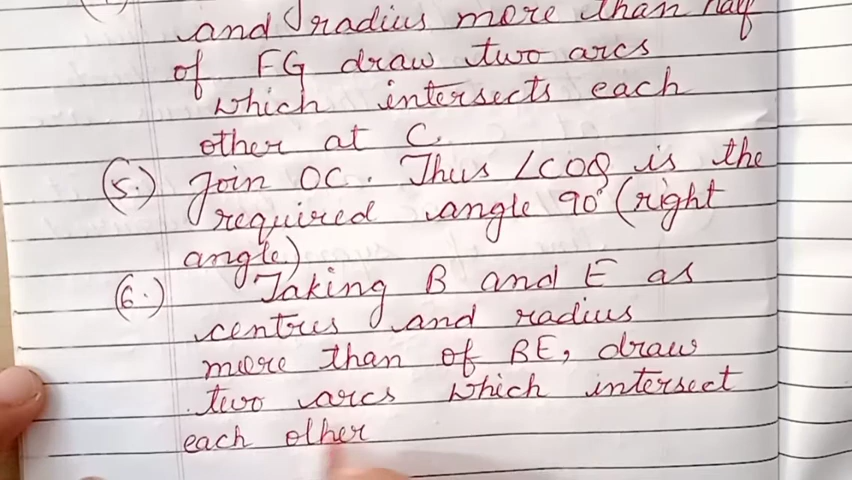 and radius more than half
of FG draw two arcs
which intersects each
other at C.
(5.) Join OC. Thus ∠COQ is the
required angle 90° (right
angle)
(6.) Taking B and E as
centres and radius
more than of BE, draw
two arcs which intersect
each other